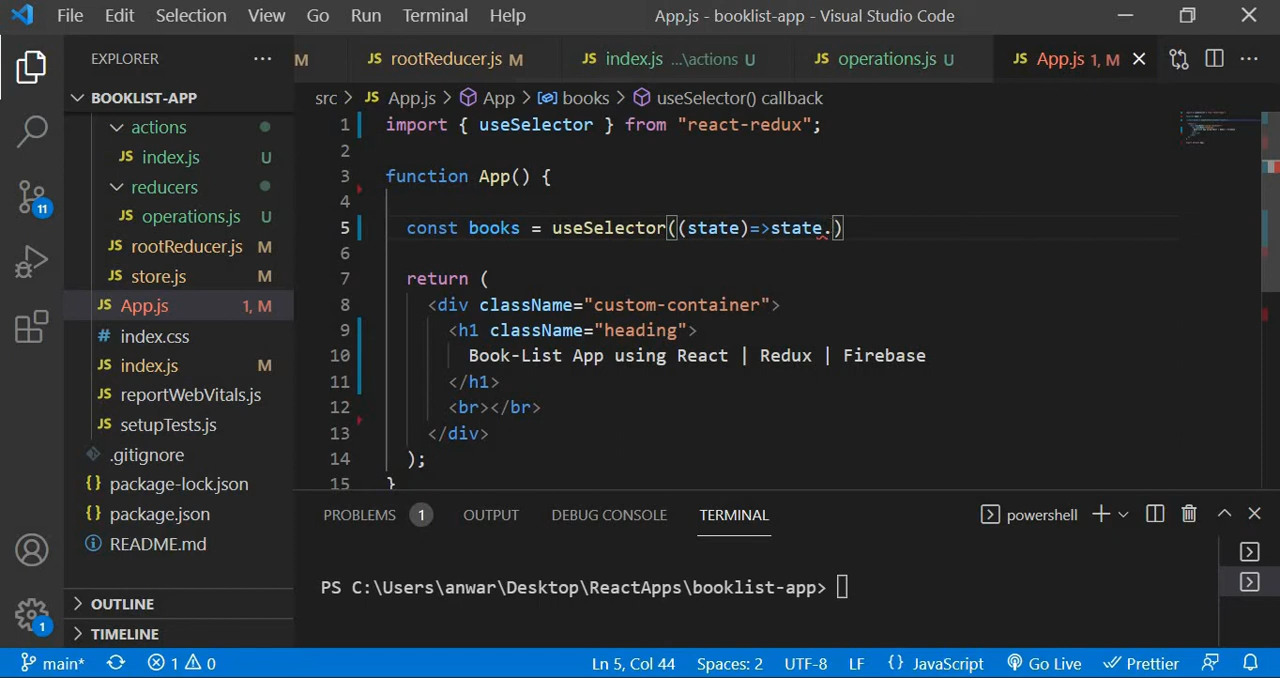 File Edit Selection View Go Run Terminal Help App.js - booklist-app - Visual Studio Code
EXPLORER ...
M JS rootReducer.js M JS index.js ...\actions U JS operations.js U JS App.js 1, M
BOOKLIST-APP
src > JS App.js > App > books > useSelector() callback
actions
JS index.js U
reducers
JS operations.js U
JS rootReducer.js M
JS store.js M
JS App.js 1, M
# index.css
JS index.js M
JS reportWebVitals.js
JS setupTests.js
.gitignore
{} package-lock.json
{} package.json
README.md
OUTLINE
TIMELINE
11
1
1 import { useSelector } from "react-redux";
2
3 function App() {
4
5 const books = useSelector((state)=>state.)
6
7 return (
8 <div className="custom-container">
9 <h1 className="heading">
10 Book-List App using React | Redux | Firebase
11 </h1>
12 <br></br>
13 </div>
14 );
15 }
PROBLEMS 1 OUTPUT DEBUG CONSOLE TERMINAL powershell
PS C:\Users\anwar\Desktop\ReactApps\booklist-app>
main* 1 0 Ln 5, Col 44 Spaces: 2 UTF-8 LF {} JavaScript Go Live Prettier